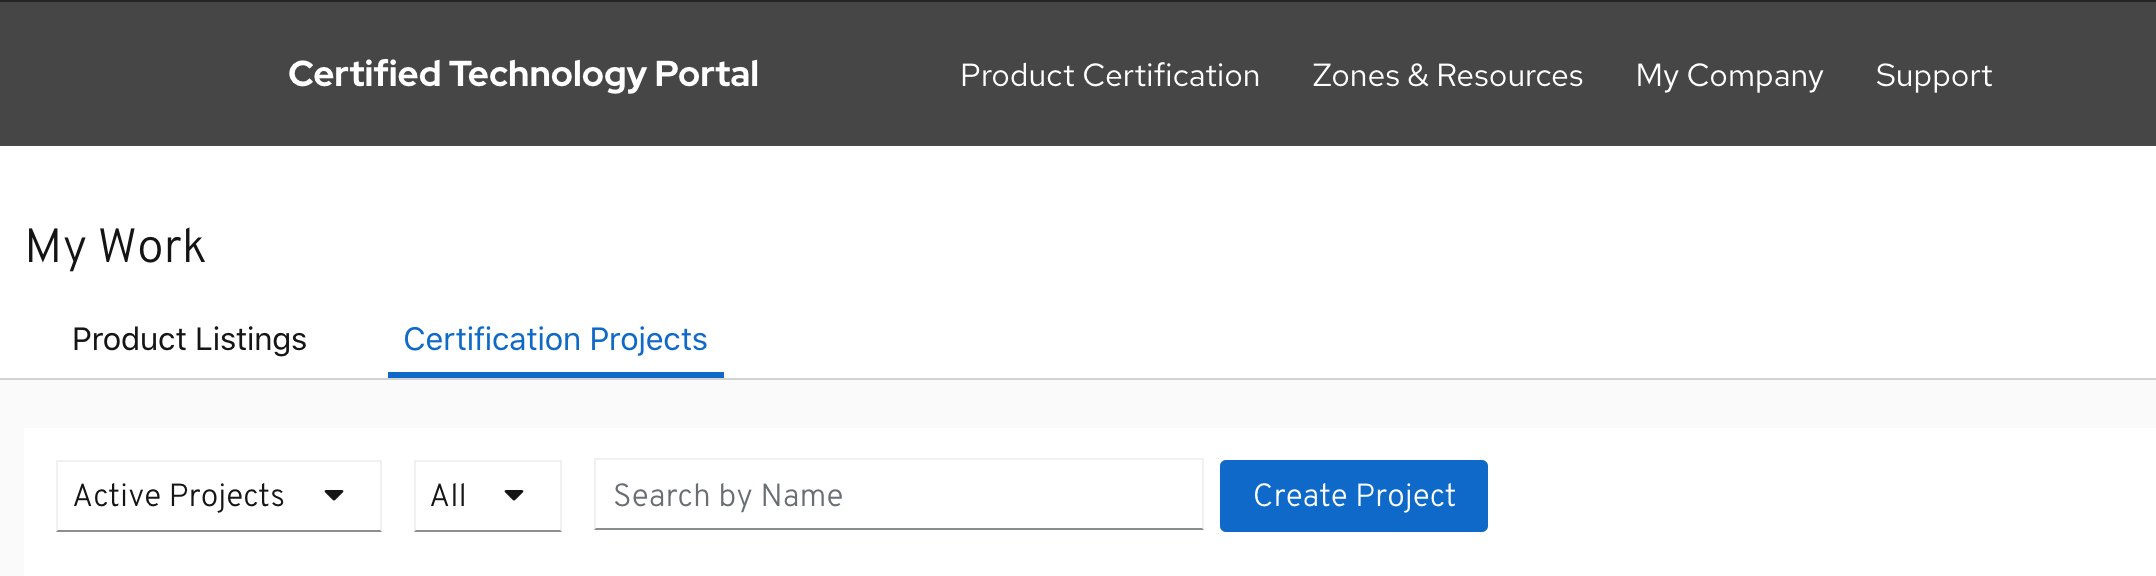 Certified Technology Portal Product Certification Zones & Resources My Company Support
My Work
Product Listings Certification Projects
Active Projects All Search by Name Create Project